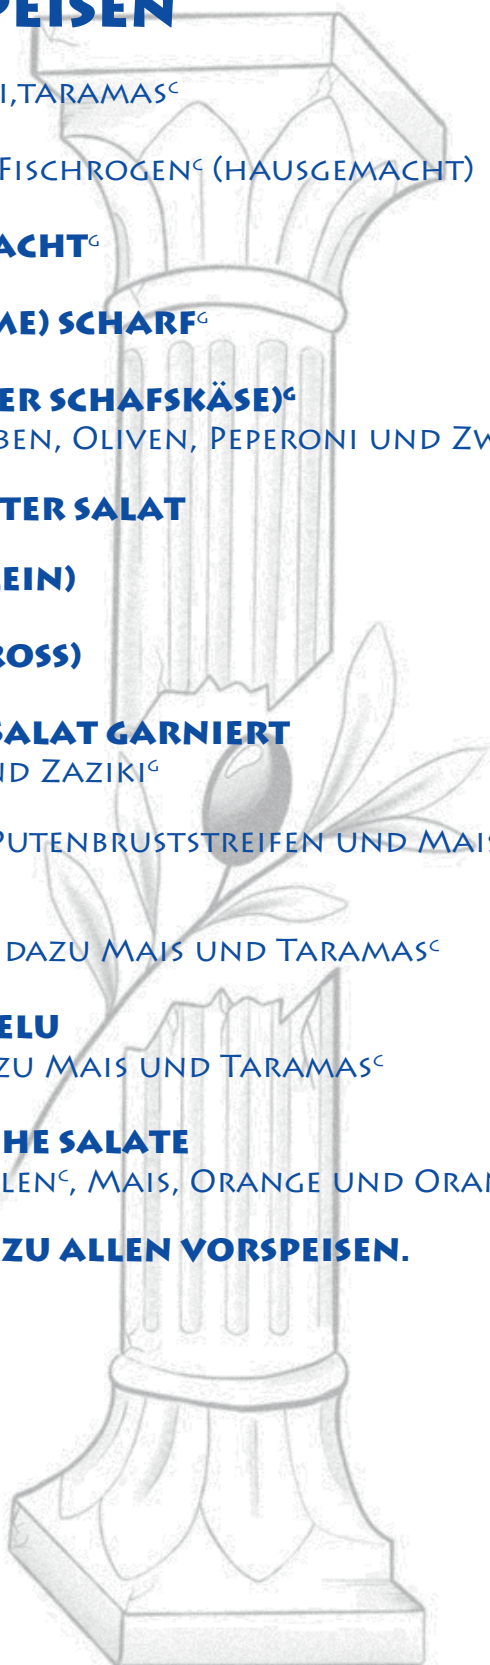 PEISEN
I,TARAMASᶜ
FISCHROGENᶜ (HAUSGEMACHT)
ACHTᴳ
ME) SCHARFᴳ
ER SCHAFSKÄSE)ᴳ
BEN, OLIVEN, PEPERONI UND ZW
TER SALAT
EIN)
ROSS)
SALAT GARNIERT
ND ZAZIKIᴳ
PUTENBRUSTSTREIFEN UND MAIS
DAZU MAIS UND TARAMASᶜ
ELU
ZU MAIS UND TARAMASᶜ
HE SALATE
LENᶜ, MAIS, ORANGE UND ORAN
ZU ALLEN VORSPEISEN.